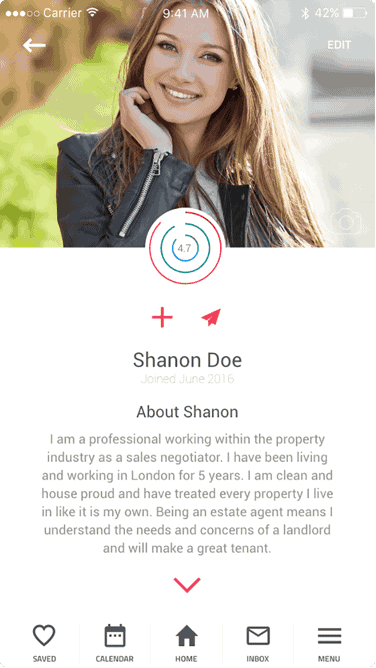 Carrier 9:41 AM 42%
EDIT
4.7
Shanon Doe
Joined June 2016
About Shanon
I am a professional working within the property
industry as a sales negotiator. I have been living
and working in London for 5 years. I am clean and
house proud and have treated every property I live
in like it is my own. Being an estate agent means I
understand the needs and concerns of a landlord
and will make a great tenant.
SAVED CALENDAR HOME INBOX MENU